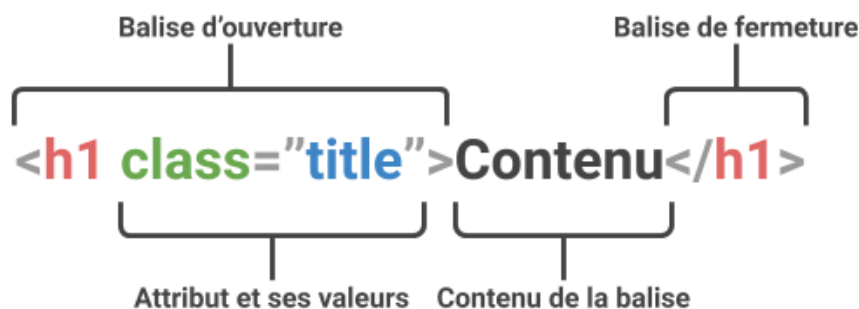 Balise d’ouverture Balise de fermeture
<h1 class=”title”>Contenu</h1>
Attribut et ses valeurs Contenu de la balise